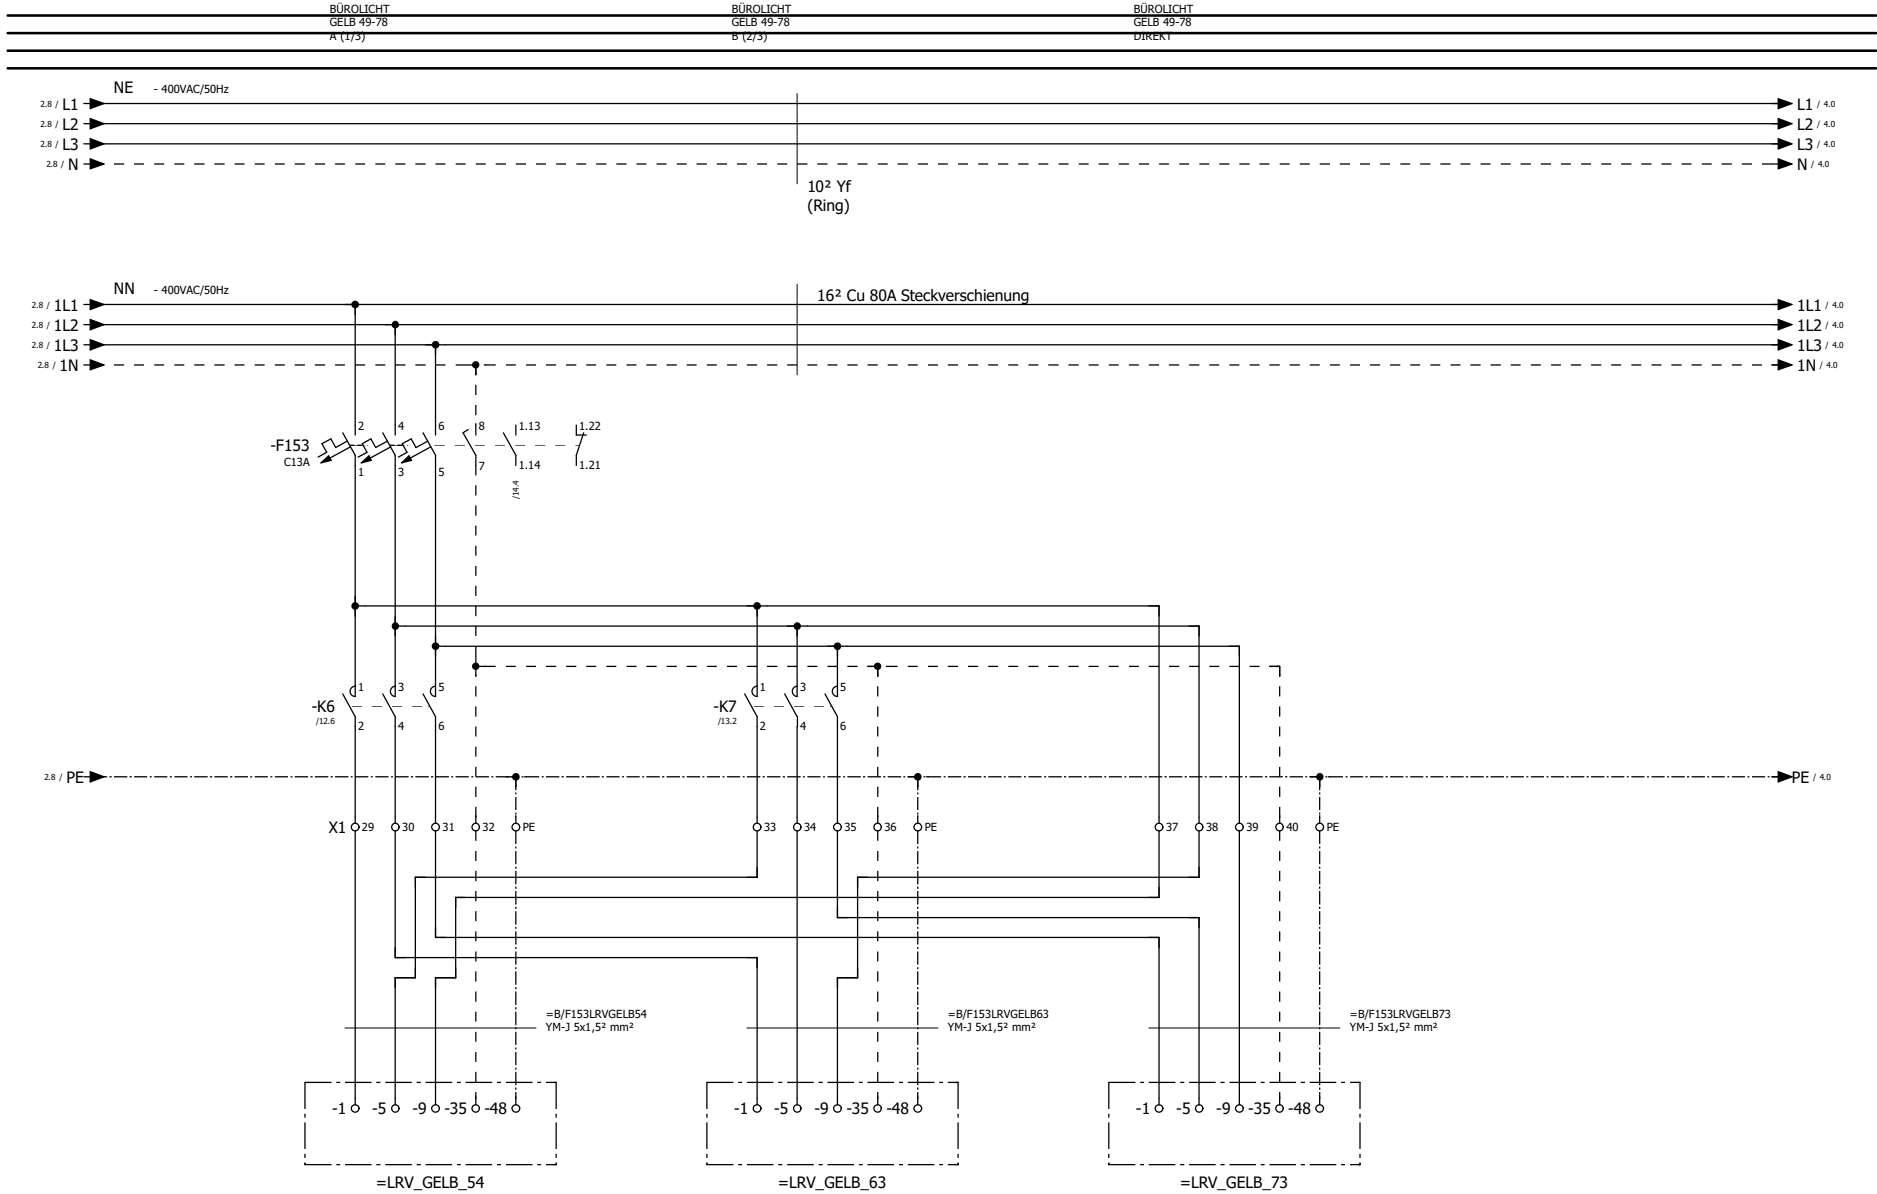 BÜROLICHT BÜROLICHT BÜROLICHT
GELB 49-78 GELB 49-78 GELB 49-78
A (1/3) B (2/3) DIREKT
NE - 400VAC/50Hz
2.8 / L1 L1 / 4.0
2.8 / L2 L2 / 4.0
2.8 / L3 L3 / 4.0
2.8 / N N / 4.0
10² Yf
(Ring)
NN - 400VAC/50Hz
16² Cu 80A Steckverschienung
2.8 / 1L1 1L1 / 4.0
2.8 / 1L2 1L2 / 4.0
2.8 / 1L3 1L3 / 4.0
2.8 / 1N 1N / 4.0
2 4 6 8 1.13 1.22
-F153
C13A
1 3 5 7 1.14 1.21
/14.4
1 3 5 1 3 5
-K6 -K7
/12.6 /13.2
2 4 6 2 4 6
2.8 / PE PE / 4.0
X1 29 30 31 32 PE 33 34 35 36 PE 37 38 39 40 PE
=B/F153LRVGELB54 =B/F153LRVGELB63 =B/F153LRVGELB73
YM-J 5x1,5² mm² YM-J 5x1,5² mm² YM-J 5x1,5² mm²
-1 -5 -9 -35 -48 -1 -5 -9 -35 -48 -1 -5 -9 -35 -48
=LRV_GELB_54 =LRV_GELB_63 =LRV_GELB_73